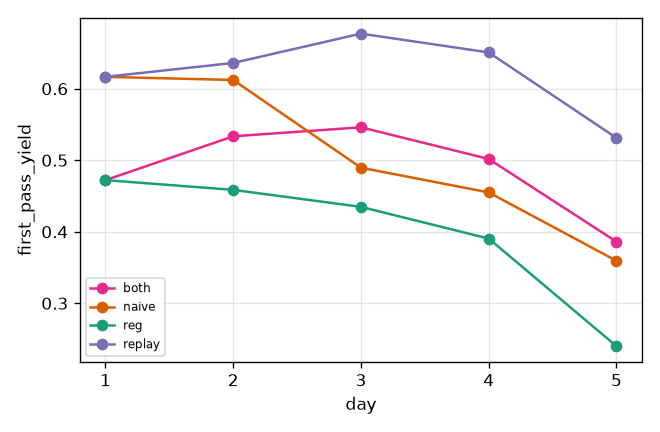 0.6
0.5
0.4
0.3
first_pass_yield
both
naive
reg
replay
1 2 3 4 5
day